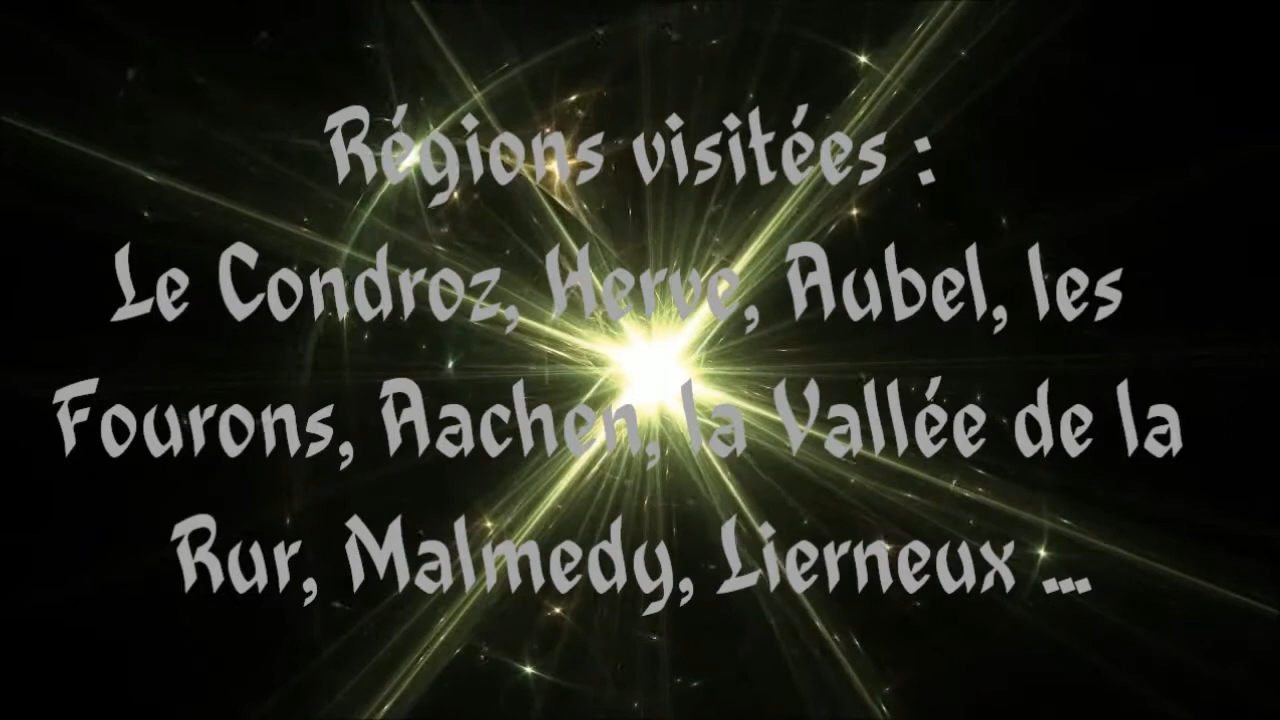 Régions visitées :
Le Condroz, Herve, Aubel, les
Fourons, Aachen, la Vallée de la
Rur, Malmedy, Lierneux ...